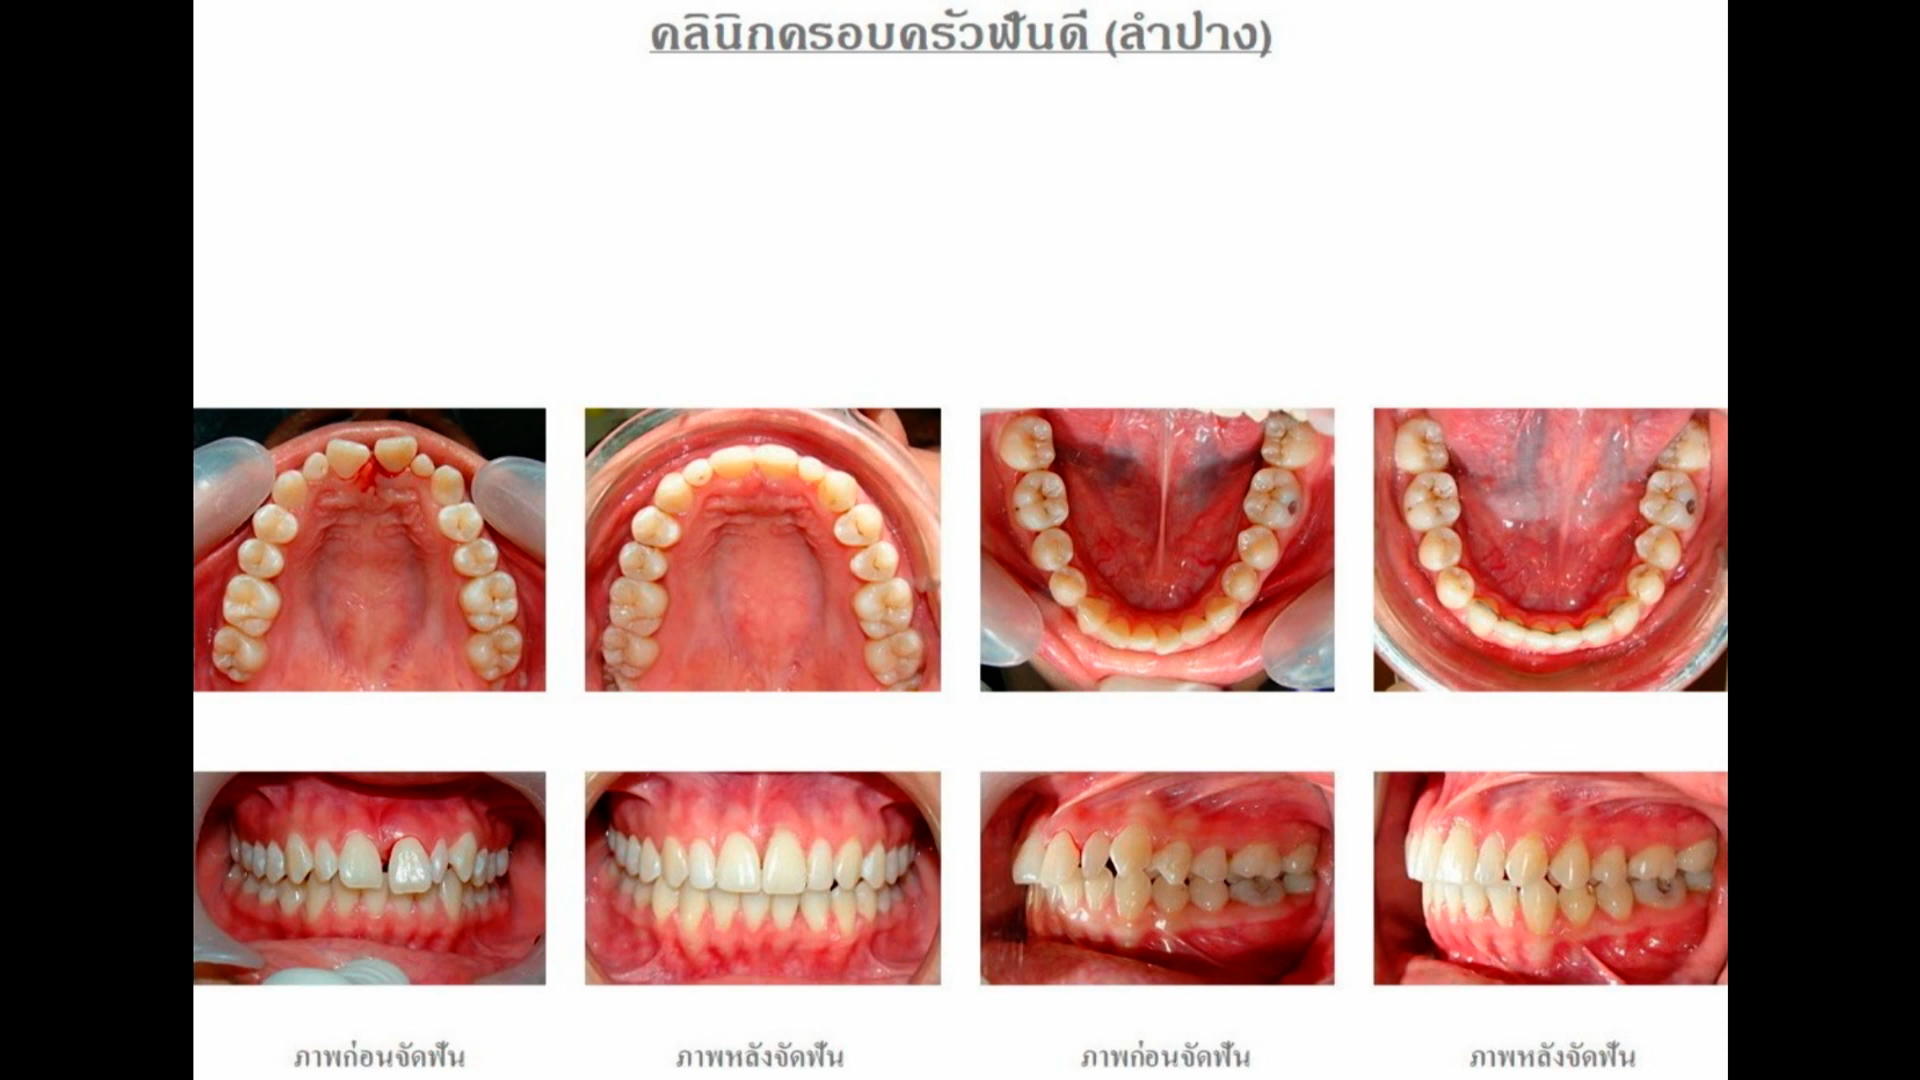 คลินิกครอบครัวฟันดี (ลำปาง)
ภาพก่อนจัดฟัน
ภาพหลังจัดฟัน
ภาพก่อนจัดฟัน
ภาพหลังจัดฟัน